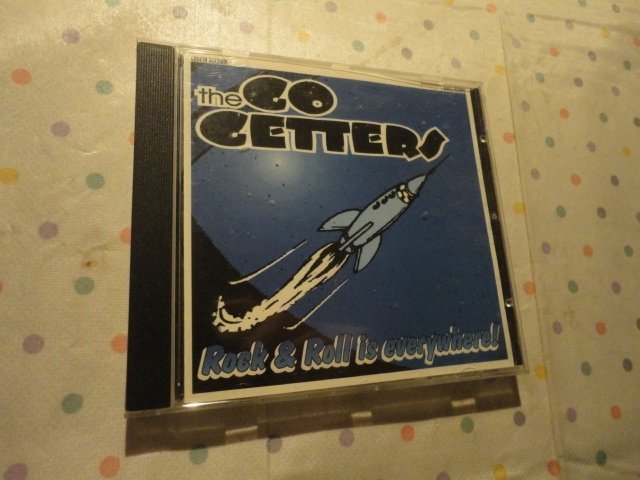 the GO
GETTERS
Rock & Roll is everywhere!